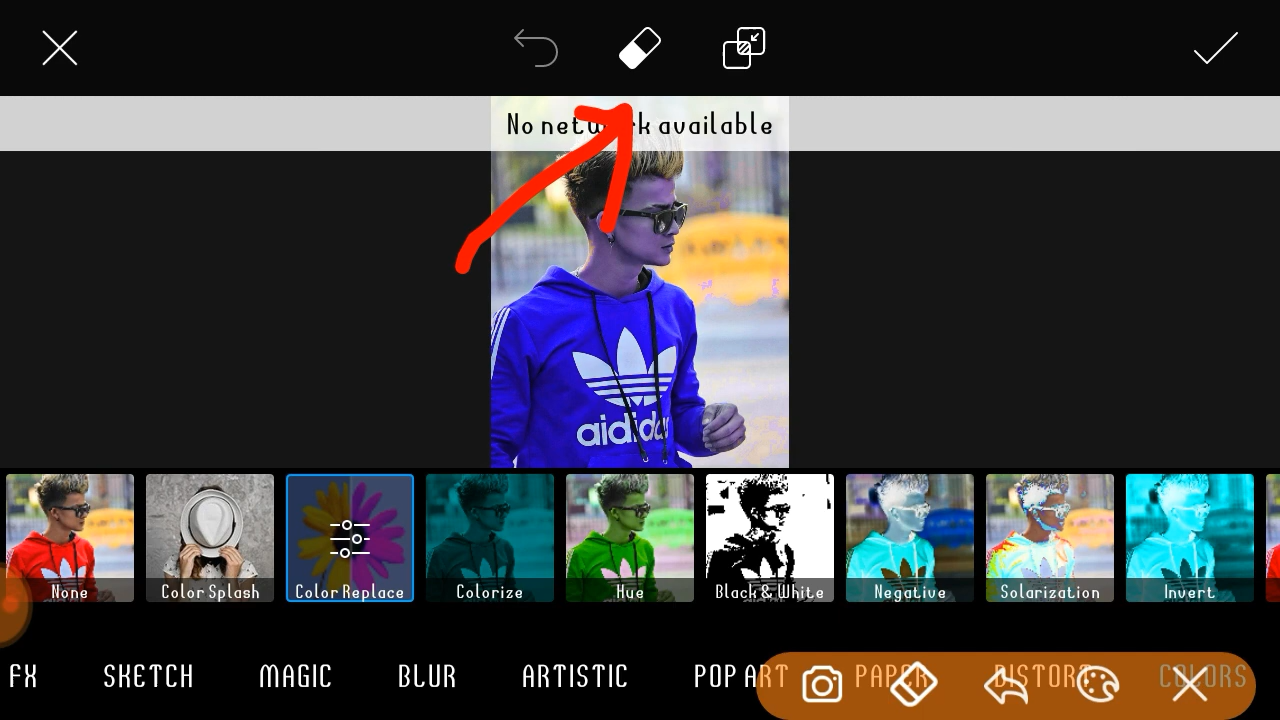 No network available
aidida
None
Color Splash
Color Replace
Colorize
Hue
Black & White
Negative
Solarization
Invert
FX
SKETCH
MAGIC
BLUR
ARTISTIC
POP ART
PAPER
DISTORT
COLORS